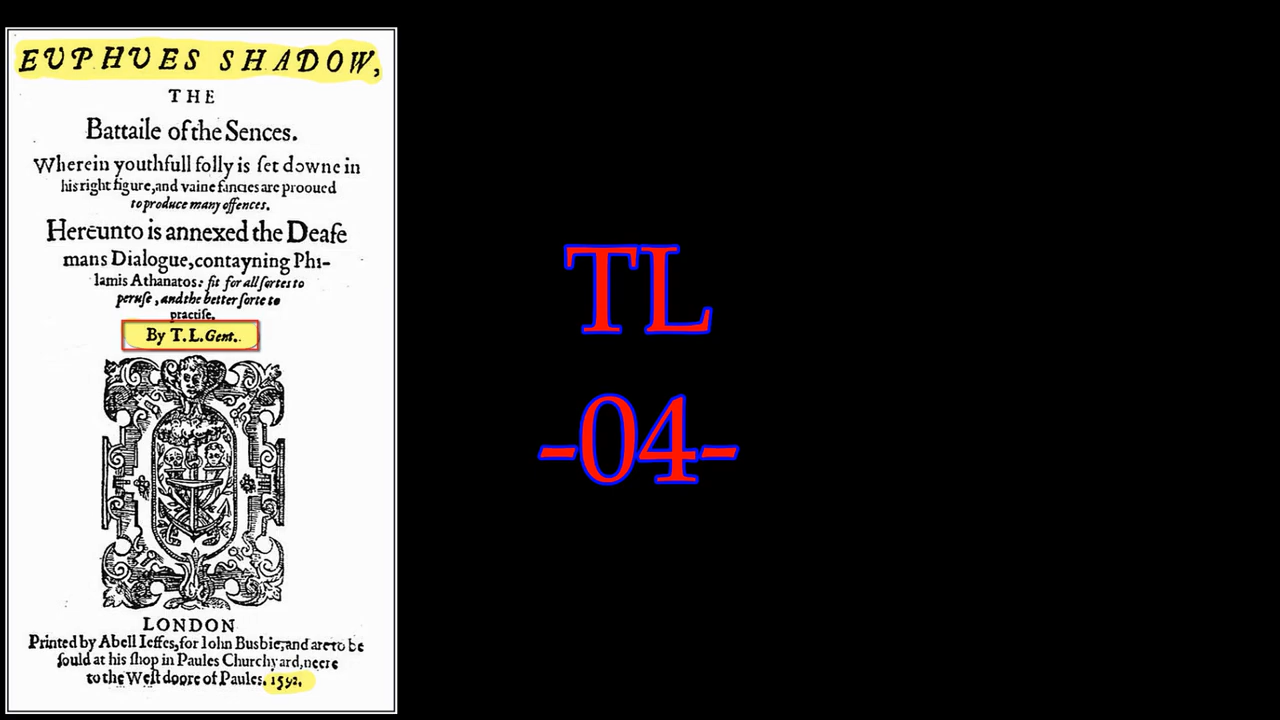 EVPHVES SHADOW,
THE
Battaile of the Sences.
Wherein youthfull folly is ſet downe in
his right figure, and vaine fancies are prooued
to produce many offences.
Hereunto is annexed the Deafe
mans Dialogue, contayning Phi-
lamis Athanatos: fit for all ſortes to
peruſe, and the better ſorte to
practiſe.
By T. L. Gent.
LONDON
Printed by Abell Ieffes, for Iohn Busbie, and are to be
ſould at his ſhop in Paules Churchyard, neere
to the Weſt doore of Paules. 1592.
TL
-04-